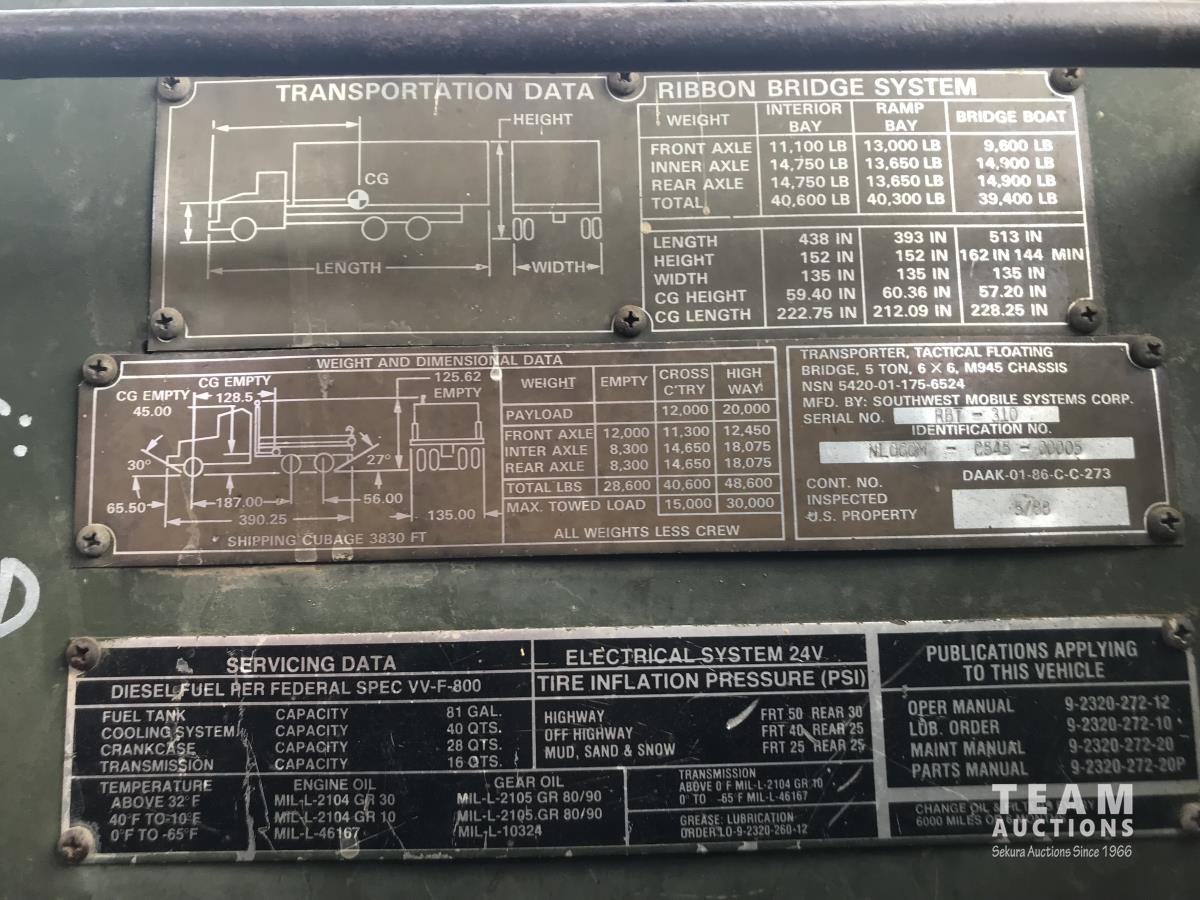 TRANSPORTATION DATA
HEIGHT
CG
LENGTH
WIDTH
RIBBON BRIDGE SYSTEM
WEIGHT INTERIOR BAY RAMP BAY BRIDGE BOAT
FRONT AXLE 11,100 LB 13,000 LB 9,600 LB
INNER AXLE 14,750 LB 13,650 LB 14,900 LB
REAR AXLE 14,750 LB 13,650 LB 14,900 LB
TOTAL 40,600 LB 40,300 LB 39,400 LB
LENGTH 438 IN 393 IN 513 IN
HEIGHT 152 IN 152 IN 162 IN 144 MIN
WIDTH 135 IN 135 IN 135 IN
CG HEIGHT 59.40 IN 60.36 IN 57.20 IN
CG LENGTH 222.75 IN 212.09 IN 228.25 IN
WEIGHT AND DIMENSIONAL DATA
CG EMPTY
128.5
125.62
EMPTY
CG EMPTY
45.00
30°
27°
65.50
187.00
56.00
390.25
135.00
SHIPPING CUBAGE 3830 FT
WEIGHT EMPTY CROSS C'TRY HIGH WAY
PAYLOAD 12,000 20,000
FRONT AXLE 12,000 11,300 12,450
INTER AXLE 8,300 14,650 18,075
REAR AXLE 8,300 14,650 18,075
TOTAL LBS 28,600 40,600 48,600
MAX. TOWED LOAD 15,000 30,000
ALL WEIGHTS LESS CREW
TRANSPORTER, TACTICAL FLOATING
BRIDGE, 5 TON, 6 X 6, M945 CHASSIS
NSN 5420-01-175-6524
MFD. BY: SOUTHWEST MOBILE SYSTEMS CORP.
SERIAL NO. RBT - 310
IDENTIFICATION NO.
- C545 - 00005
CONT. NO. DAAK-01-86-C-C-273
INSPECTED
U.S. PROPERTY
5/88
SERVICING DATA
DIESEL FUEL PER FEDERAL SPEC VV-F-800
FUEL TANK CAPACITY 81 GAL.
COOLING SYSTEM CAPACITY 40 QTS.
CRANKCASE CAPACITY 28 QTS.
TRANSMISSION CAPACITY 16 QTS.
TEMPERATURE ENGINE OIL GEAR OIL
ABOVE 32°F MIL-L-2104 GR 30 MIL-L-2105 GR 80/90
40°F TO -10°F MIL-L-2104 GR 10 MIL-L-2105 GR 80/90
0°F TO -65°F MIL-L-46167 MIL-L-10324
ELECTRICAL SYSTEM 24V
TIRE INFLATION PRESSURE (PSI)
HIGHWAY FRT 50 REAR 30
OFF HIGHWAY FRT 40 REAR 25
MUD, SAND & SNOW FRT 25 REAR 25
TRANSMISSION
ABOVE 0°F MIL-L-2104 GR 10
0° TO -65°F MIL-L-46167
GREASE: LUBRICATION
ORDER LO-9-2320-260-12
PUBLICATIONS APPLYING
TO THIS VEHICLE
OPER MANUAL 9-2320-272-12
LUB. ORDER 9-2320-272-10
MAINT MANUAL 9-2320-272-20
PARTS MANUAL 9-2320-272-20P
CHANGE OIL &
6000 MILES OR 6
D
TEAM
AUCTIONS
Sekura Auctions Since 1966